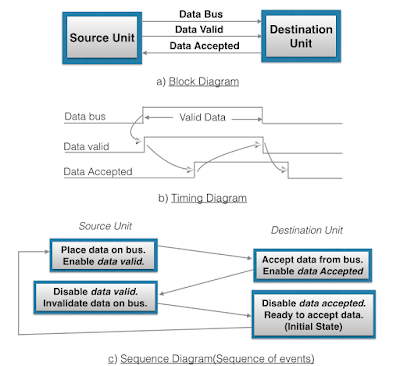 Data Bus
Data Valid
Data Accepted
Source Unit
Destination
Unit
a) Block Diagram
Data bus
Valid Data
Data valid
Data Accepted
b) Timing Diagram
Source Unit
Destination Unit
Place data on bus.
Enable data valid.
Accept data from bus.
Enable data Accepted
Disable data valid.
Invalidate data on bus.
Disable data accepted.
Ready to accept data.
(Initial State)
c) Sequence Diagram(Sequence of events)